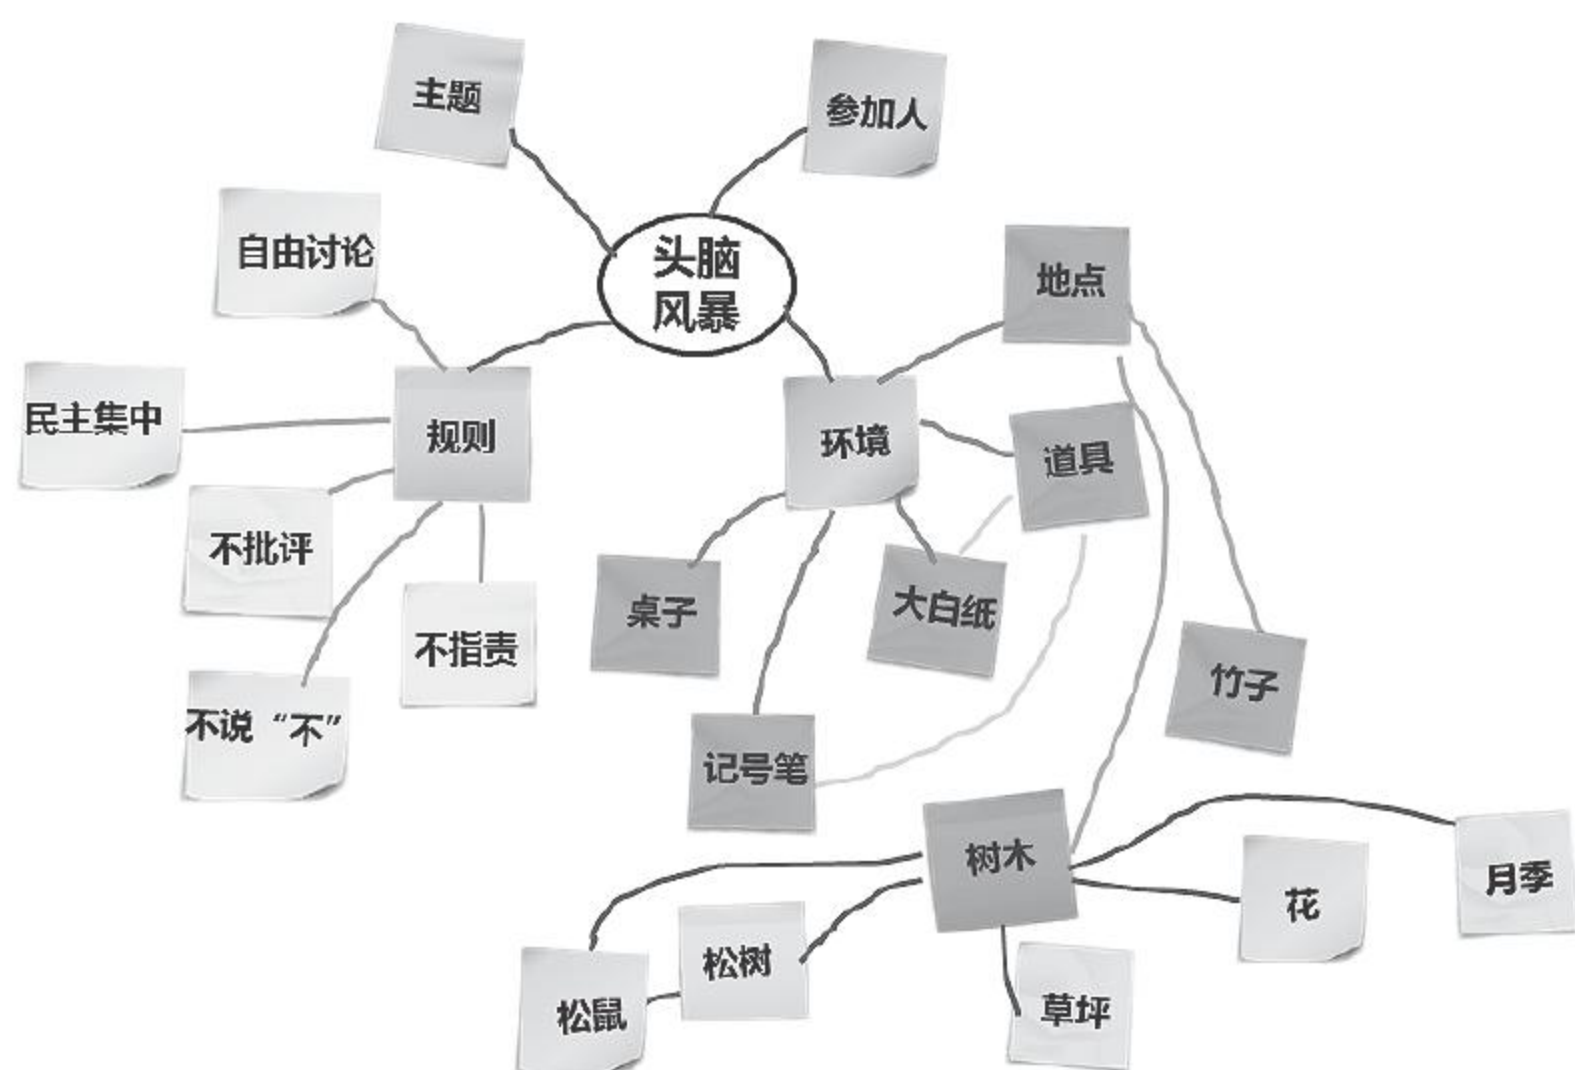 主题
参加人
自由讨论
头脑
风暴
地点
民主集中
规则
环境
道具
不批评
桌子
大白纸
不指责
竹子
不说“不”
记号笔
树木
月季
花
松树
松鼠
草坪